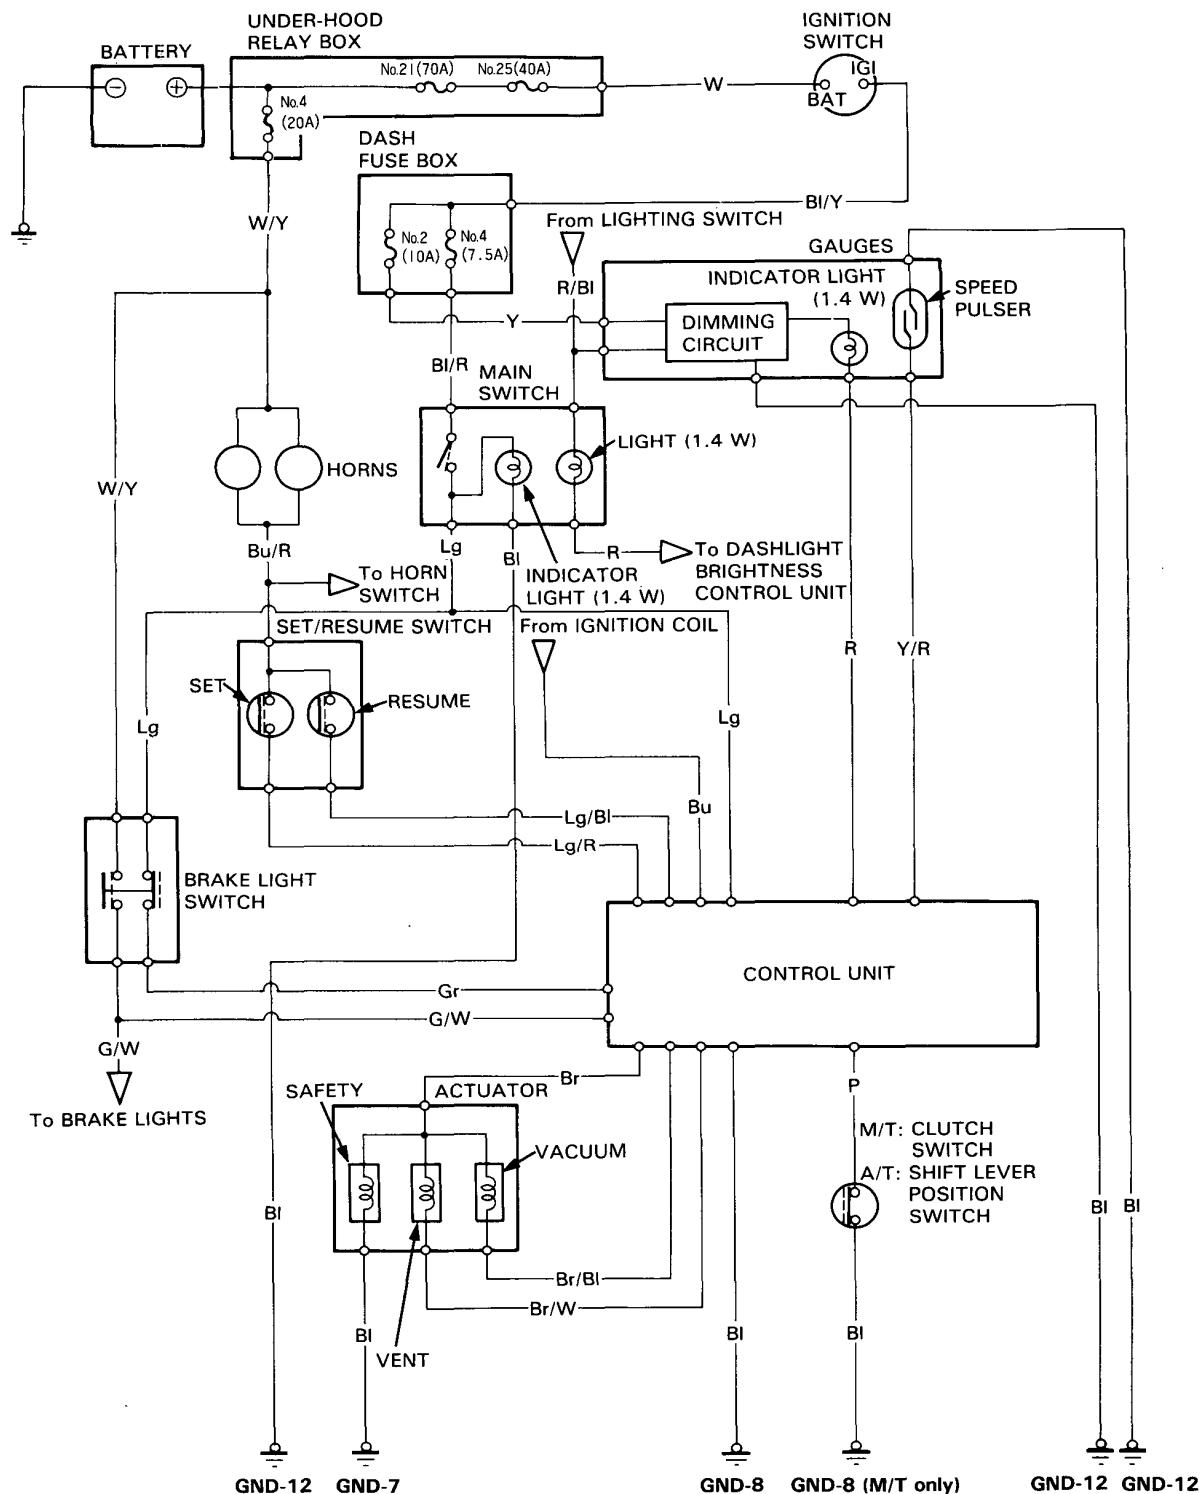 UNDER-HOOD
RELAY BOX
IGNITION
SWITCH
BATTERY
No.21(70A)
No.25(40A)
IGI
BAT
W
No.4
(20A)
DASH
FUSE BOX
W/Y
Bl/Y
From LIGHTING SWITCH
No.2
(10A)
No.4
(7.5A)
GAUGES
INDICATOR LIGHT
(1.4 W)
SPEED
PULSER
R/Bl
Y
DIMMING
CIRCUIT
Bl/R
MAIN
SWITCH
LIGHT (1.4 W)
HORNS
W/Y
Bu/R
Lg
Bl
R
To DASHLIGHT
BRIGHTNESS
CONTROL UNIT
INDICATOR
LIGHT (1.4 W)
To HORN
SWITCH
SET/RESUME SWITCH
From IGNITION COIL
R
Y/R
SET
RESUME
Lg
Lg
Bu
Lg/Bl
Lg/R
BRAKE LIGHT
SWITCH
CONTROL UNIT
Gr
G/W
G/W
To BRAKE LIGHTS
Br
SAFETY
ACTUATOR
VACUUM
P
M/T: CLUTCH
SWITCH
A/T: SHIFT LEVER
POSITION
SWITCH
Bl
Bl
Bl
Br/Bl
Br/W
Bl
VENT
Bl
Bl
GND-12
GND-7
GND-8
GND-8 (M/T only)
GND-12
GND-12